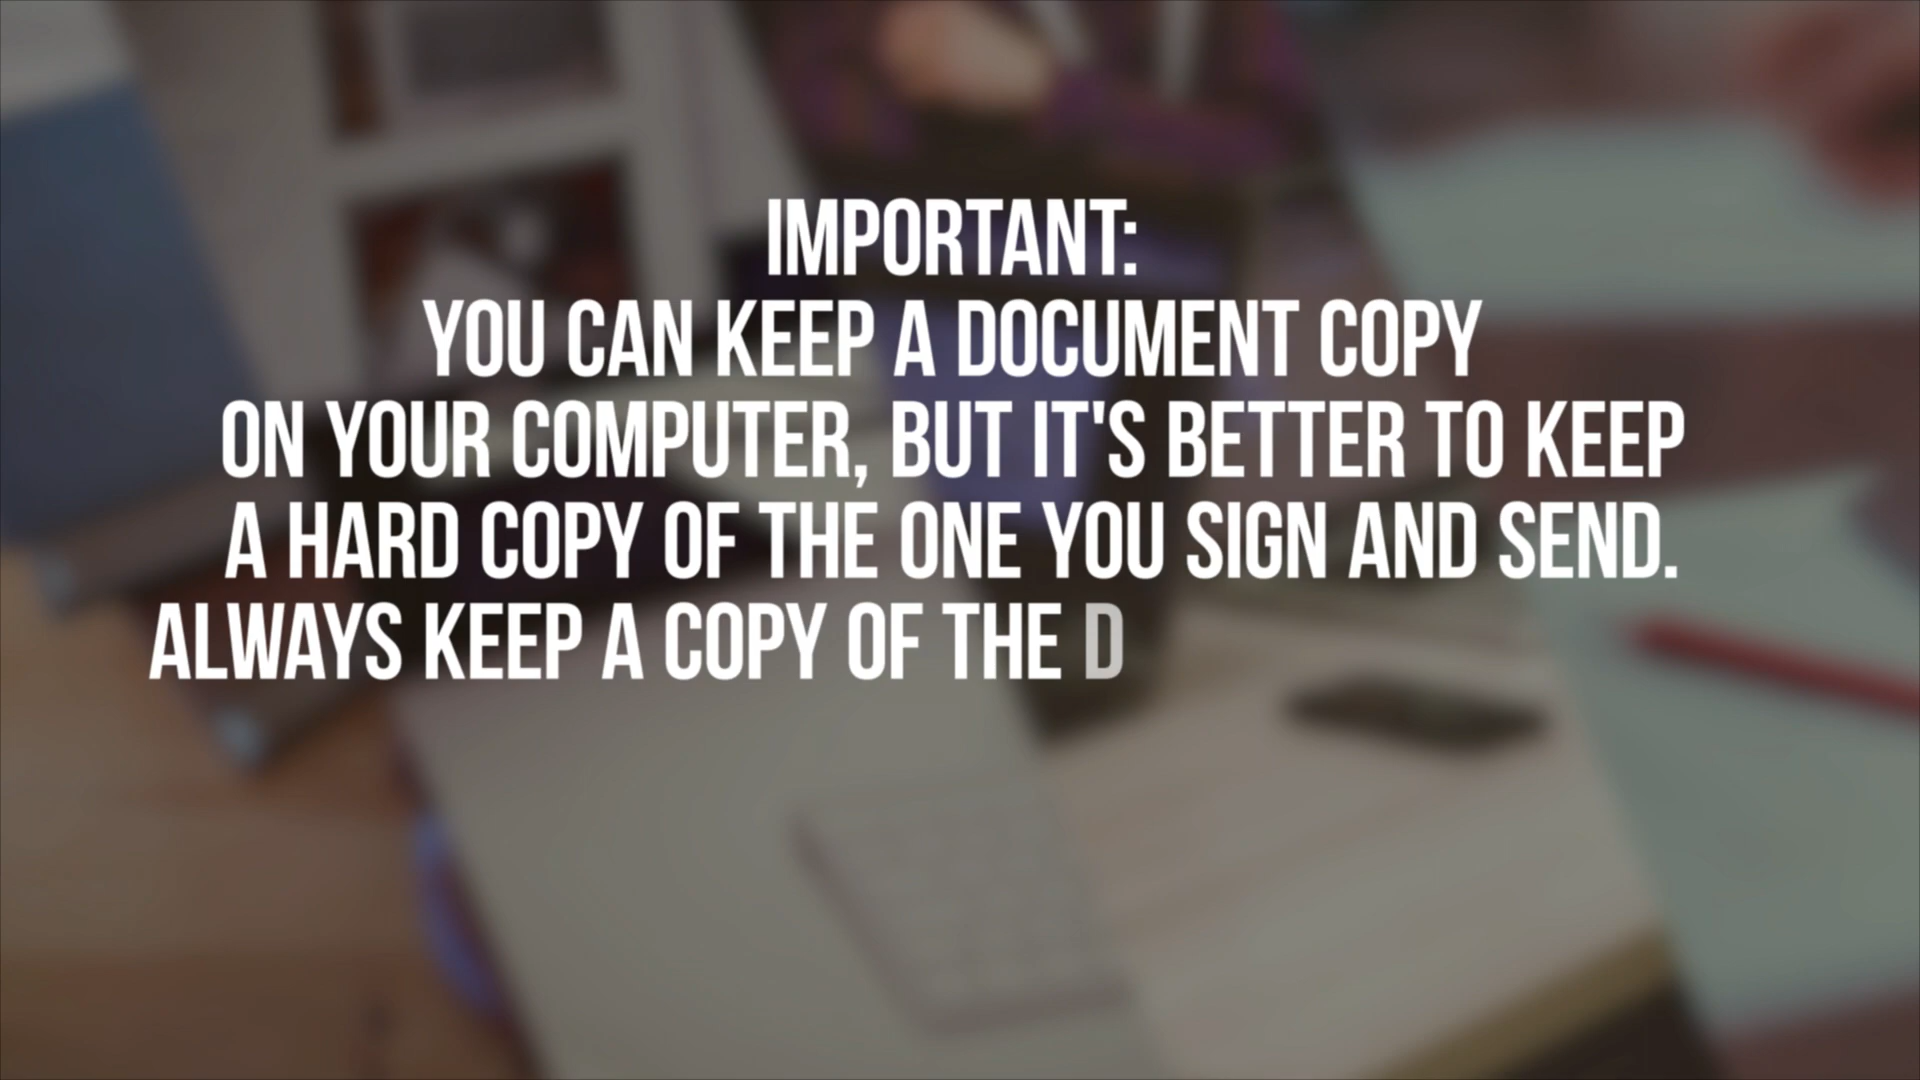 IMPORTANT:
YOU CAN KEEP A DOCUMENT COPY
ON YOUR COMPUTER, BUT IT'S BETTER TO KEEP
A HARD COPY OF THE ONE YOU SIGN AND SEND.
ALWAYS KEEP A COPY OF THE D